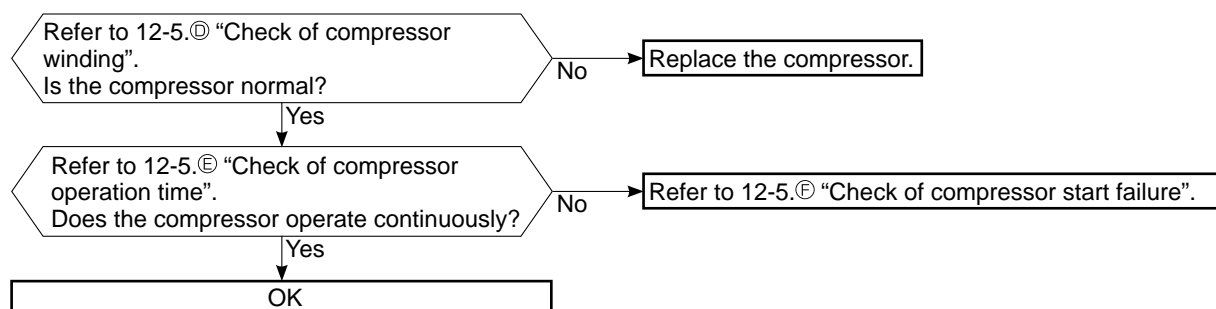 Refer to 12-5.Ⓓ “Check of compressor
winding”.
Is the compressor normal?
No
Replace the compressor.
Yes
Refer to 12-5.Ⓔ “Check of compressor
operation time”.
Does the compressor operate continuously?
No
Refer to 12-5.Ⓕ “Check of compressor start failure”.
Yes
OK